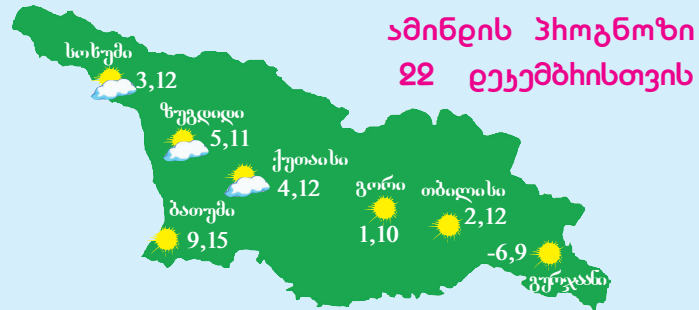 ამინდის პროგნოზი
22 დეკემბრისთვის
სოხუმი
3,12
ზუგდიდი
5,11
ქუთაისი
4,12
ბათუმი
9,15
გორი
1,10
თბილისი
2,12
-6,9
გურჯაანი